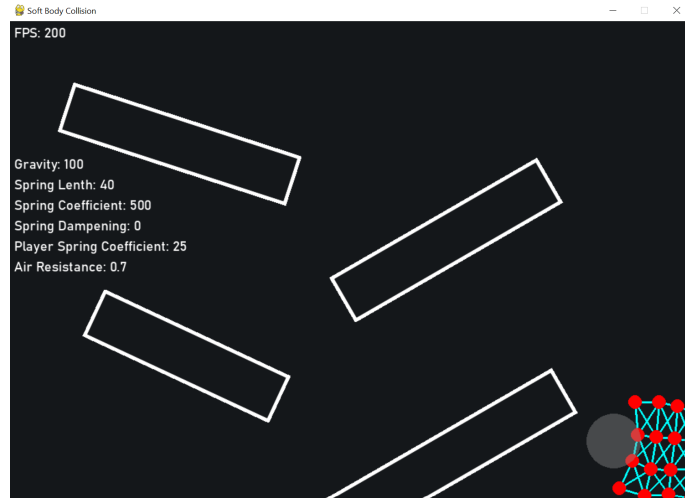 Soft Body Collision
FPS: 200
Gravity: 100
Spring Lenth: 40
Spring Coefficient: 500
Spring Dampening: 0
Player Spring Coefficient: 25
Air Resistance: 0.7